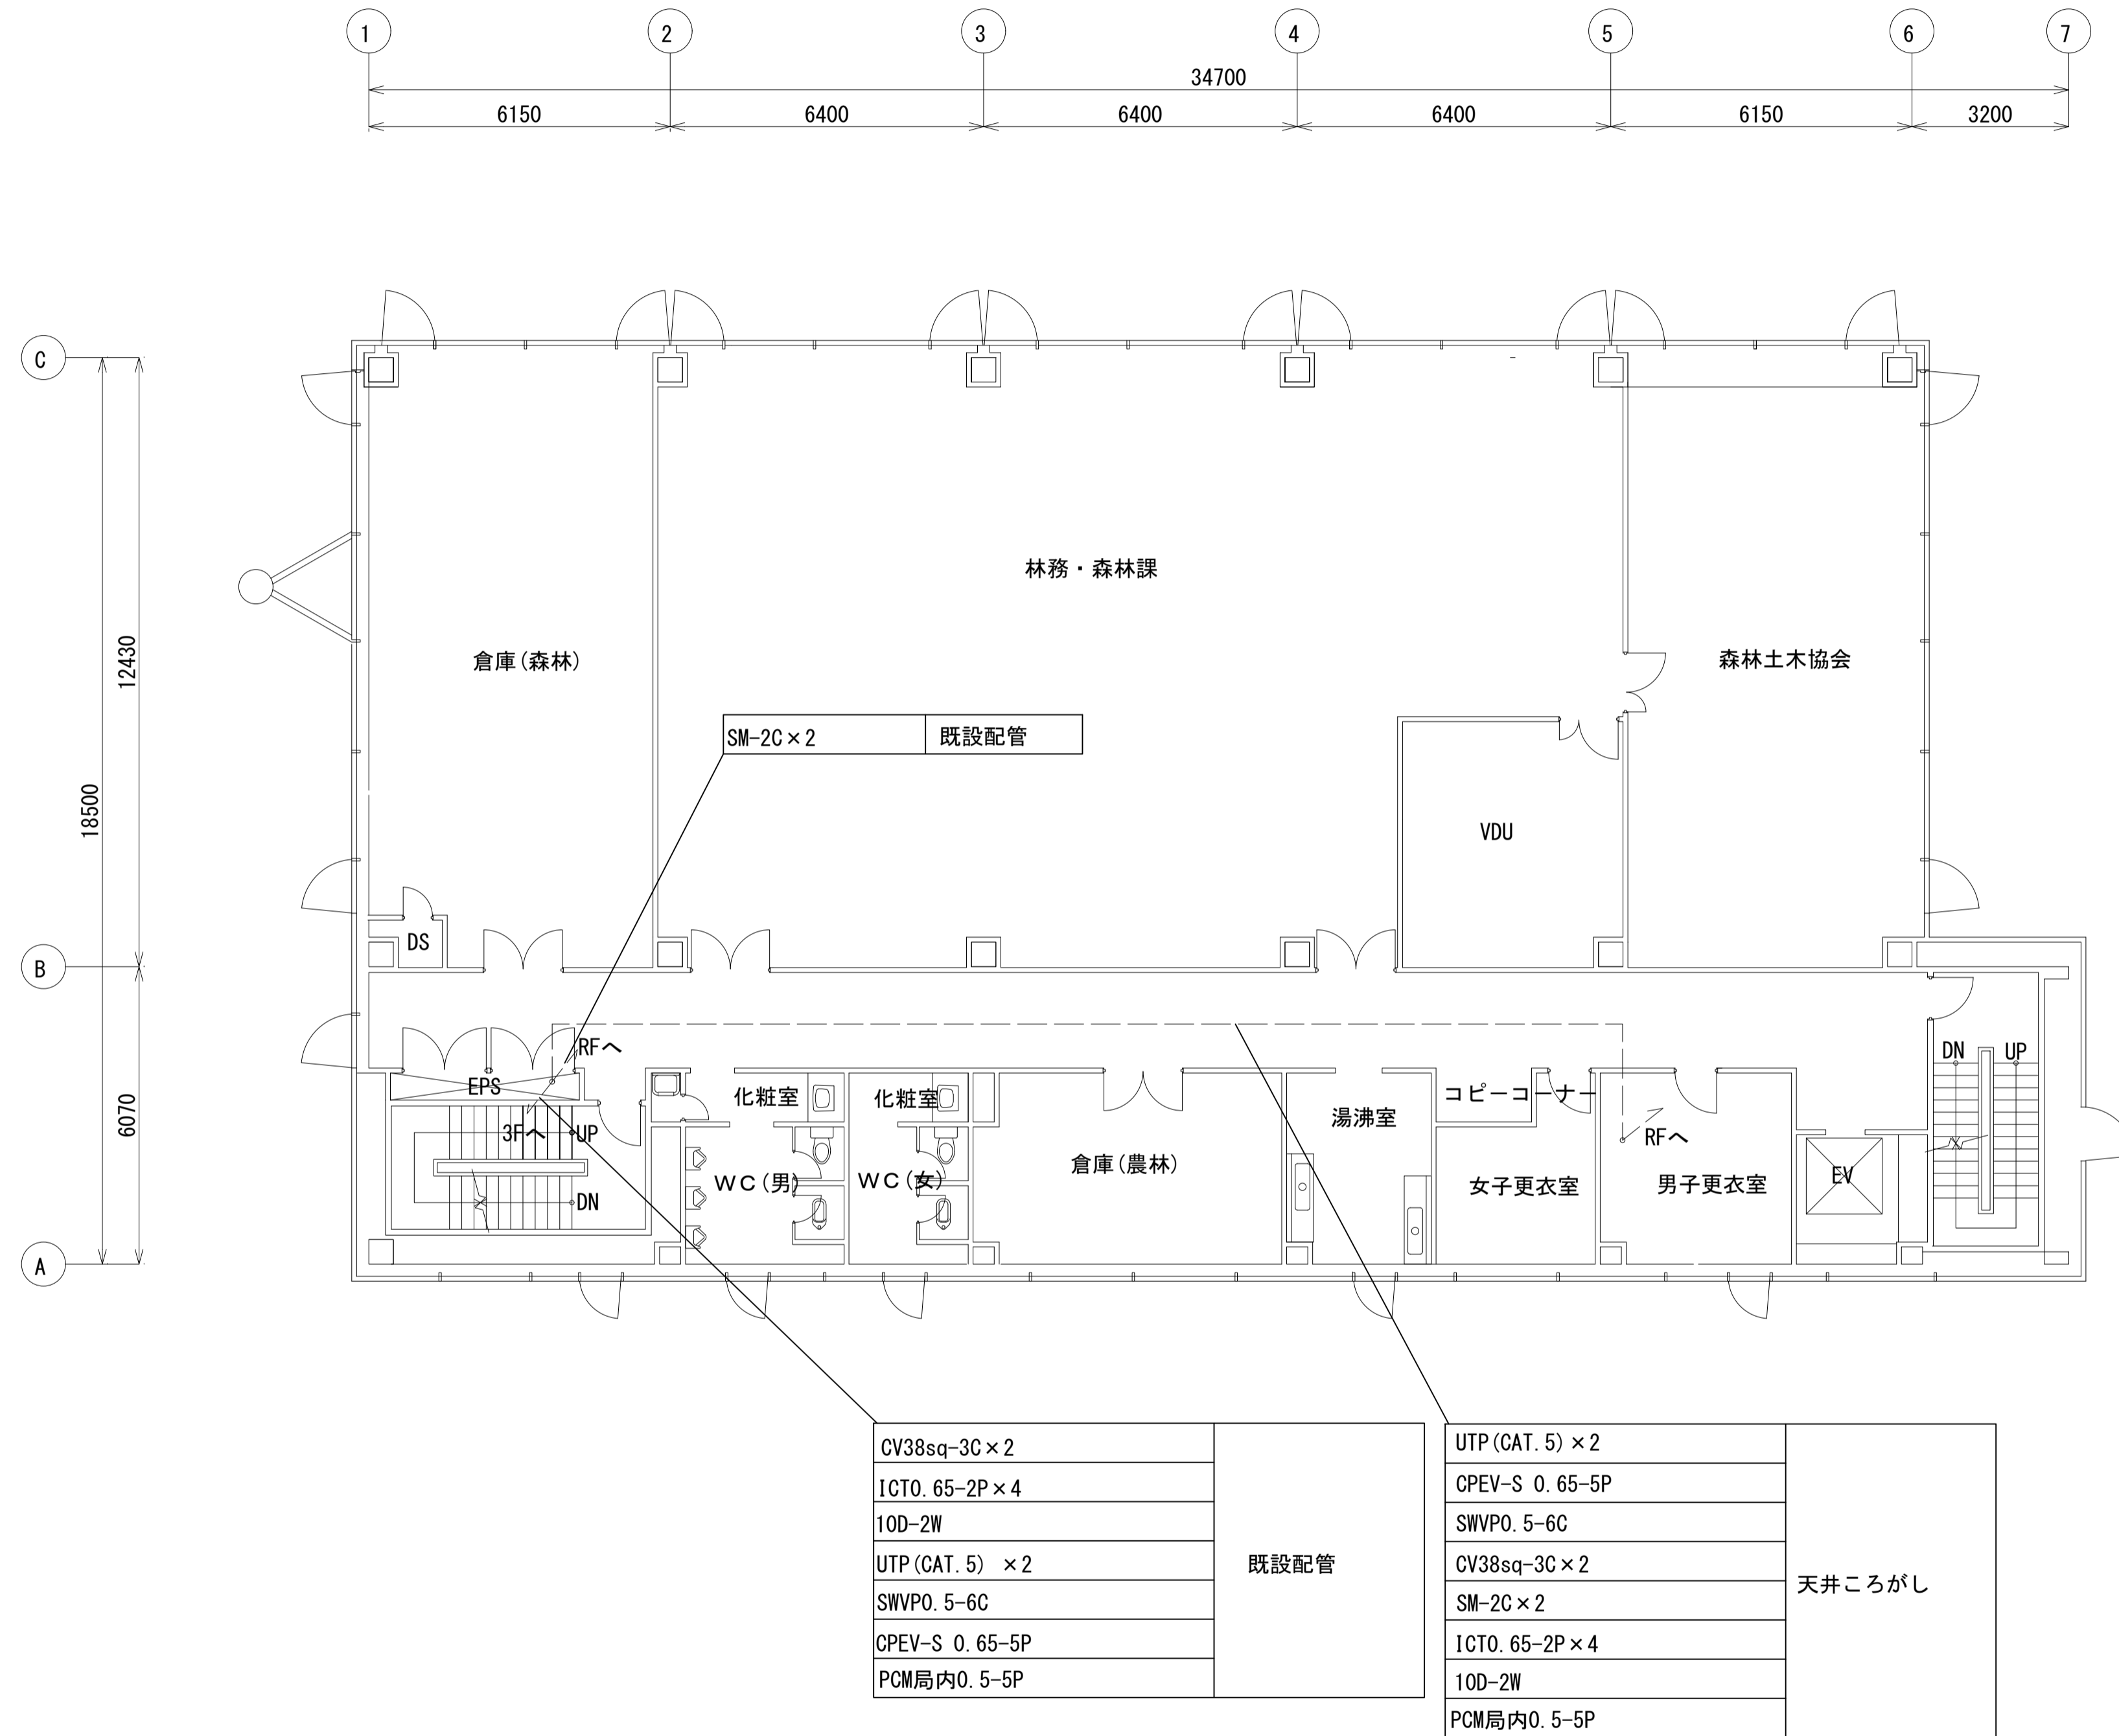 1 2 3 4 5 6 7
34700
6150 6400 6400 6400 6150 3200
C
B
A
18500
12430
6070
林務・森林課
倉庫(森林)
森林土木協会
SM-2C×2 既設配管
VDU
DS
RFへ
EPS
3Fへ
UP
DN
化粧室
化粧室
WC(男)
WC(女)
倉庫(農林)
湯沸室
コピーコーナー
女子更衣室
男子更衣室
RFへ
EV
DN
UP
CV38sq-3C×2
ICT0.65-2P×4
10D-2W
UTP(CAT.5) ×2
SWVP0.5-6C
CPEV-S 0.65-5P
PCM局内0.5-5P
既設配管
UTP(CAT.5)×2
CPEV-S 0.65-5P
SWVP0.5-6C
CV38sq-3C×2
SM-2C×2
ICT0.65-2P×4
10D-2W
PCM局内0.5-5P
天井ころがし